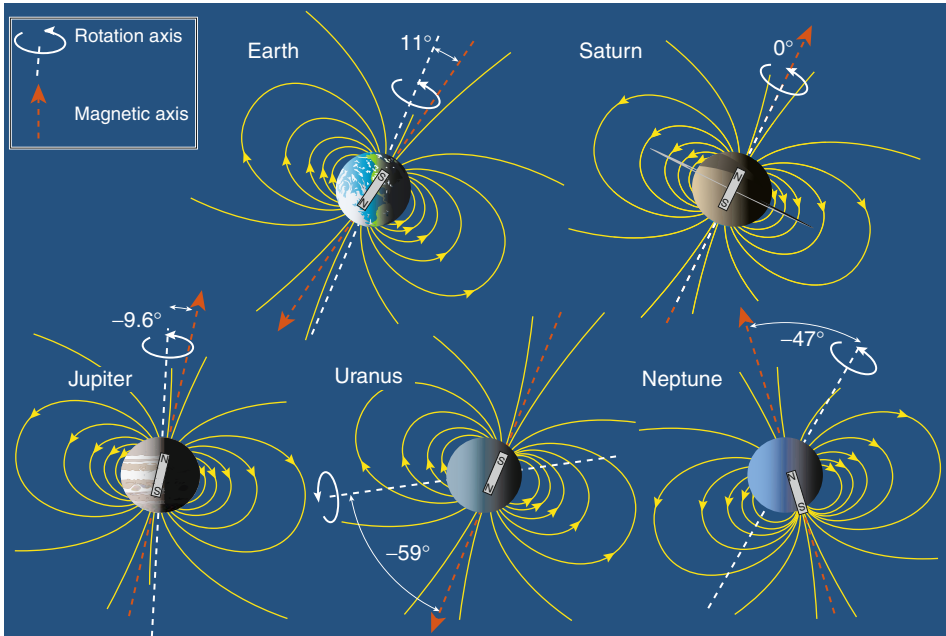 Rotation axis
Magnetic axis
Earth
11°
S
N
Saturn
0°
N
S
Jupiter
–9.6°
N
S
Uranus
–59°
S
N
Neptune
–47°
N
S